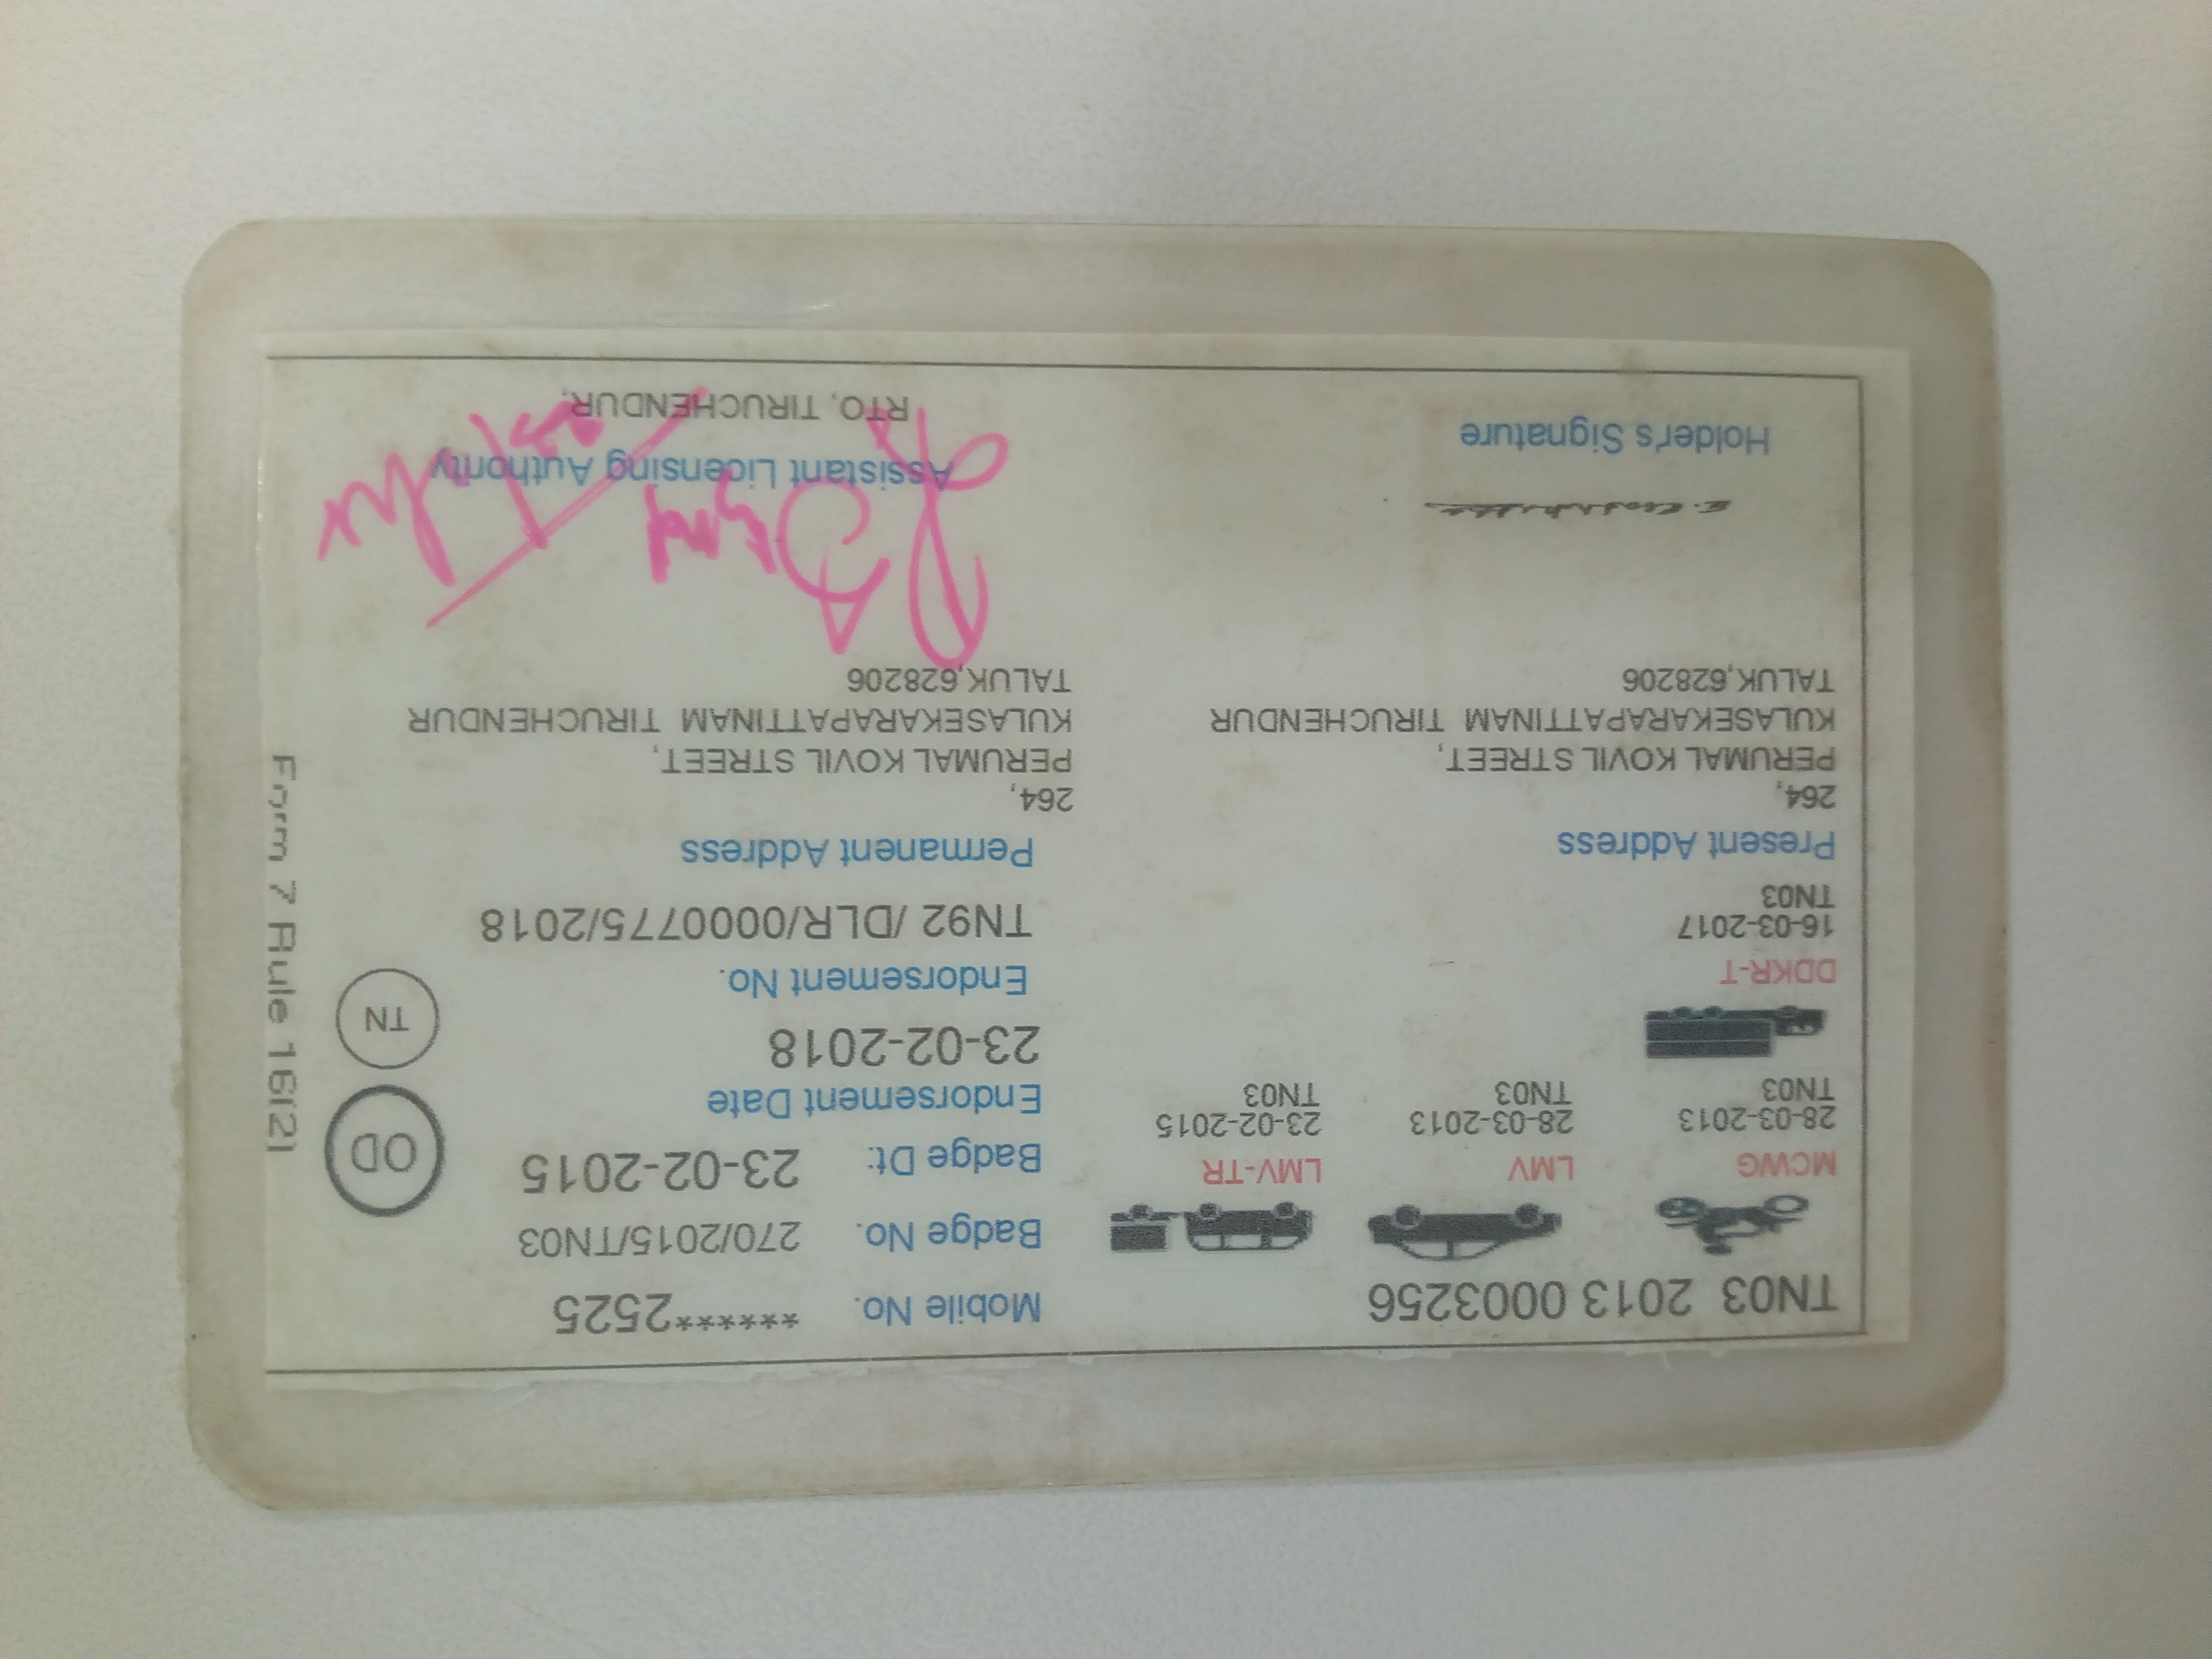 TN03 2013 0003256
MCWG
28-03-2013
TN03
LMV
28-03-2013
TN03
LMV-TR
23-02-2015
TN03
DDKR-T
16-03-2017
TN03
Present Address
264,
PERUMAL KOVIL STREET,
KULASEKARAPATTINAM TIRUCHENDUR
TALUK,628206
Holder's Signature
Mobile No. ******2525
Badge No. 270/2015/TN03
Badge Dt: 23-02-2015
Endorsement Date
23-02-2018
Endorsement No.
TN92 /DLR/0000775/2018
Permanent Address
264,
PERUMAL KOVIL STREET,
KULASEKARAPATTINAM TIRUCHENDUR
TALUK,628206
Assistant Licensing Authority
RTO, TIRUCHENDUR.
OD
TN
Form 7 Rule 16(2)